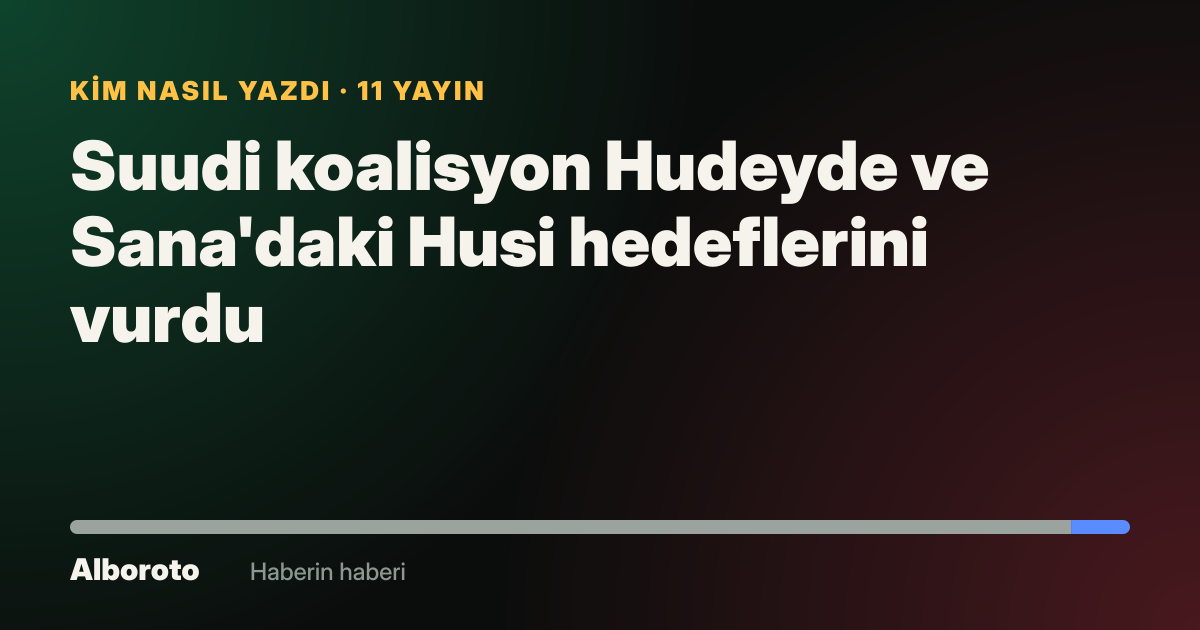 KİM NASIL YAZDI · 11 YAYIN
Suudi koalisyon Hudeyde ve
Sana'daki Husi hedeflerini
vurdu
Alboroto
Haberin haberi